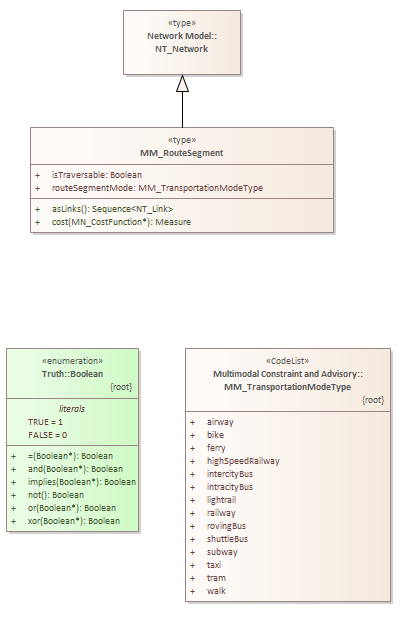 «type»
Network Model::
NT_Network
«type»
MM_RouteSegment
+ isTraversable: Boolean
+ routeSegmentMode: MM_TransportationModeType
+ asLinks(): Sequence<NT_Link>
+ cost(MN_CostFunction*): Measure
«enumeration»
Truth::Boolean
{root}
literals
TRUE = 1
FALSE = 0
+ =(Boolean*): Boolean
+ and(Boolean*): Boolean
+ implies(Boolean*): Boolean
+ not(): Boolean
+ or(Boolean*): Boolean
+ xor(Boolean*): Boolean
«CodeList»
Multimodal Constraint and Advisory::
MM_TransportationModeType
{root}
+ airway
+ bike
+ ferry
+ highSpeedRailway
+ intercityBus
+ intracityBus
+ lightrail
+ railway
+ rovingBus
+ shuttleBus
+ subway
+ taxi
+ tram
+ walk